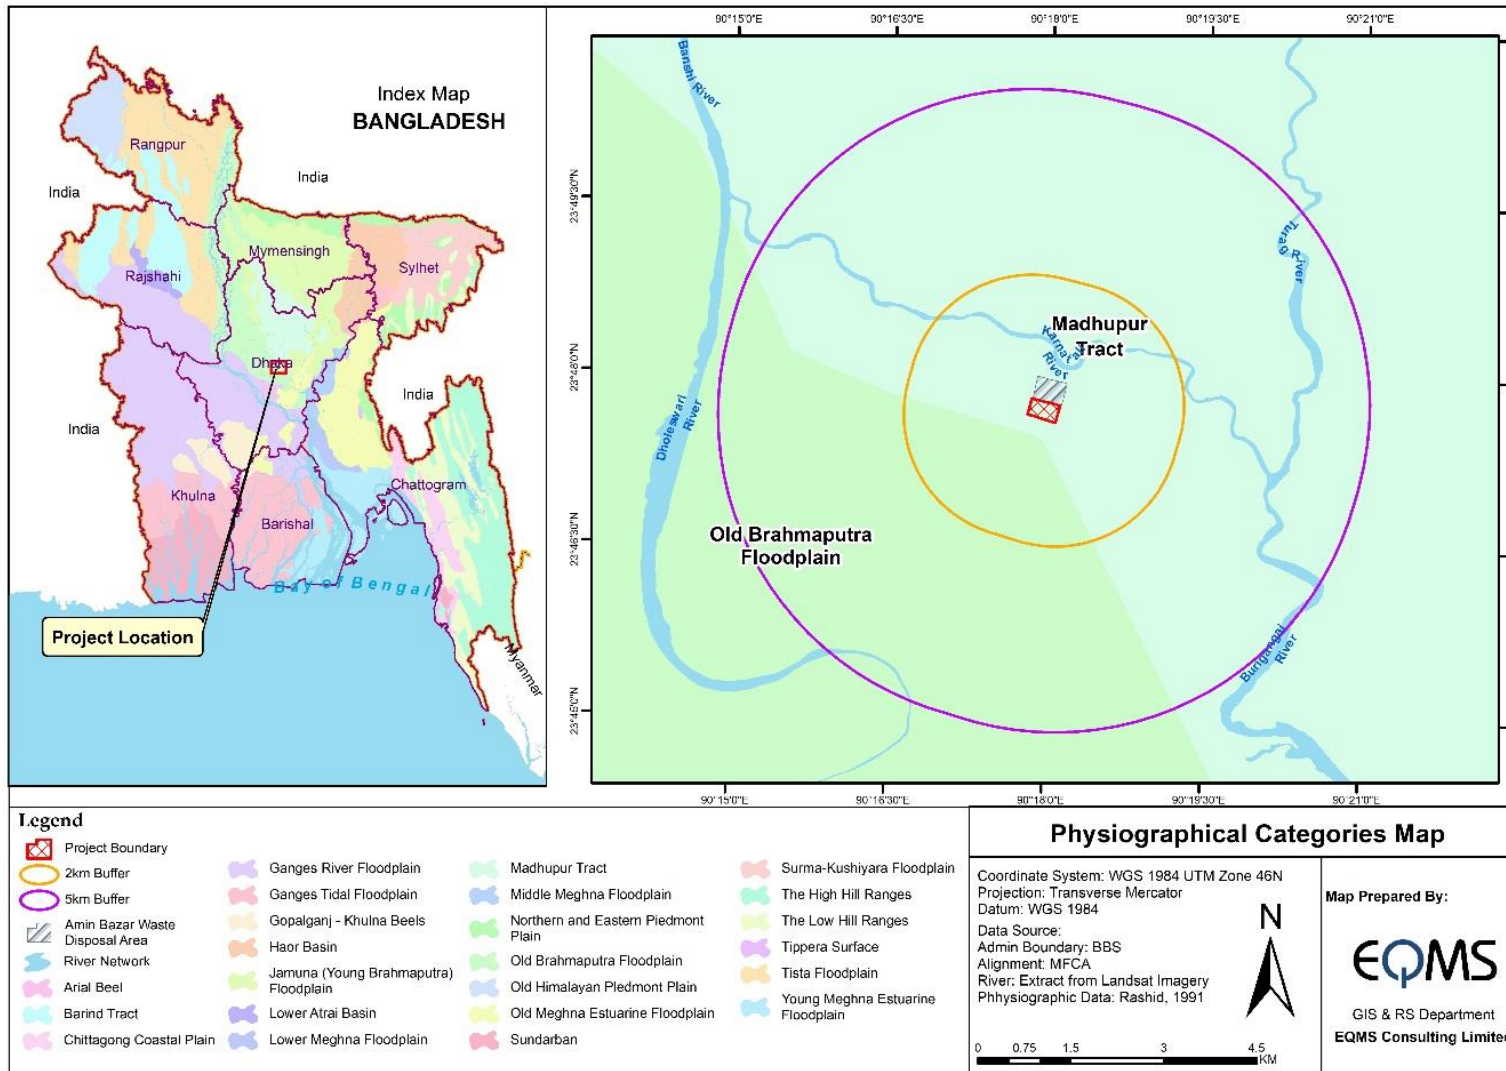 Index Map
BANGLADESH
India
India
India
India
Rangpur
Rajshahi
Mymensingh
Sylhet
Dhaka
Khulna
Barishal
Chattogram
Bay of Bengal
Myanmar
Project Location
90°15'0"E
90°16'30"E
90°18'0"E
90°19'30"E
90°21'0"E
23°49'30"N
23°48'0"N
23°46'30"N
23°45'0"N
Banshi River
Turag River
Madhupur
Tract
River
Dholeswari
River
Old Brahmaputra
Floodplain
Buriganga
River
90°15'0"E
90°16'30"E
90°18'0"E
90°19'30"E
90°21'0"E
Legend
Project Boundary
2km Buffer
5km Buffer
Amin Bazar Waste
Disposal Area
River Network
Arial Beel
Barind Tract
Chittagong Coastal Plain
Ganges River Floodplain
Ganges Tidal Floodplain
Gopalganj - Khulna Beels
Haor Basin
Jamuna (Young Brahmaputra)
Floodplain
Lower Atrai Basin
Lower Meghna Floodplain
Madhupur Tract
Middle Meghna Floodplain
Northern and Eastern Piedmont
Plain
Old Brahmaputra Floodplain
Old Himalayan Piedmont Plain
Old Meghna Estuarine Floodplain
Sundarban
Surma-Kushiyara Floodplain
The High Hill Ranges
The Low Hill Ranges
Tippera Surface
Tista Floodplain
Young Meghna Estuarine
Floodplain
Physiographical Categories Map
Coordinate System: WGS 1984 UTM Zone 46N
Projection: Transverse Mercator
Datum: WGS 1984
Data Source:
Admin Boundary: BBS
Alignment: MFCA
River: Extract from Landsat Imagery
Phhysiographic Data: Rashid, 1991
N
0 0.75 1.5 3 4.5
KM
Map Prepared By:
EQMS
GIS & RS Department
EQMS Consulting Limite